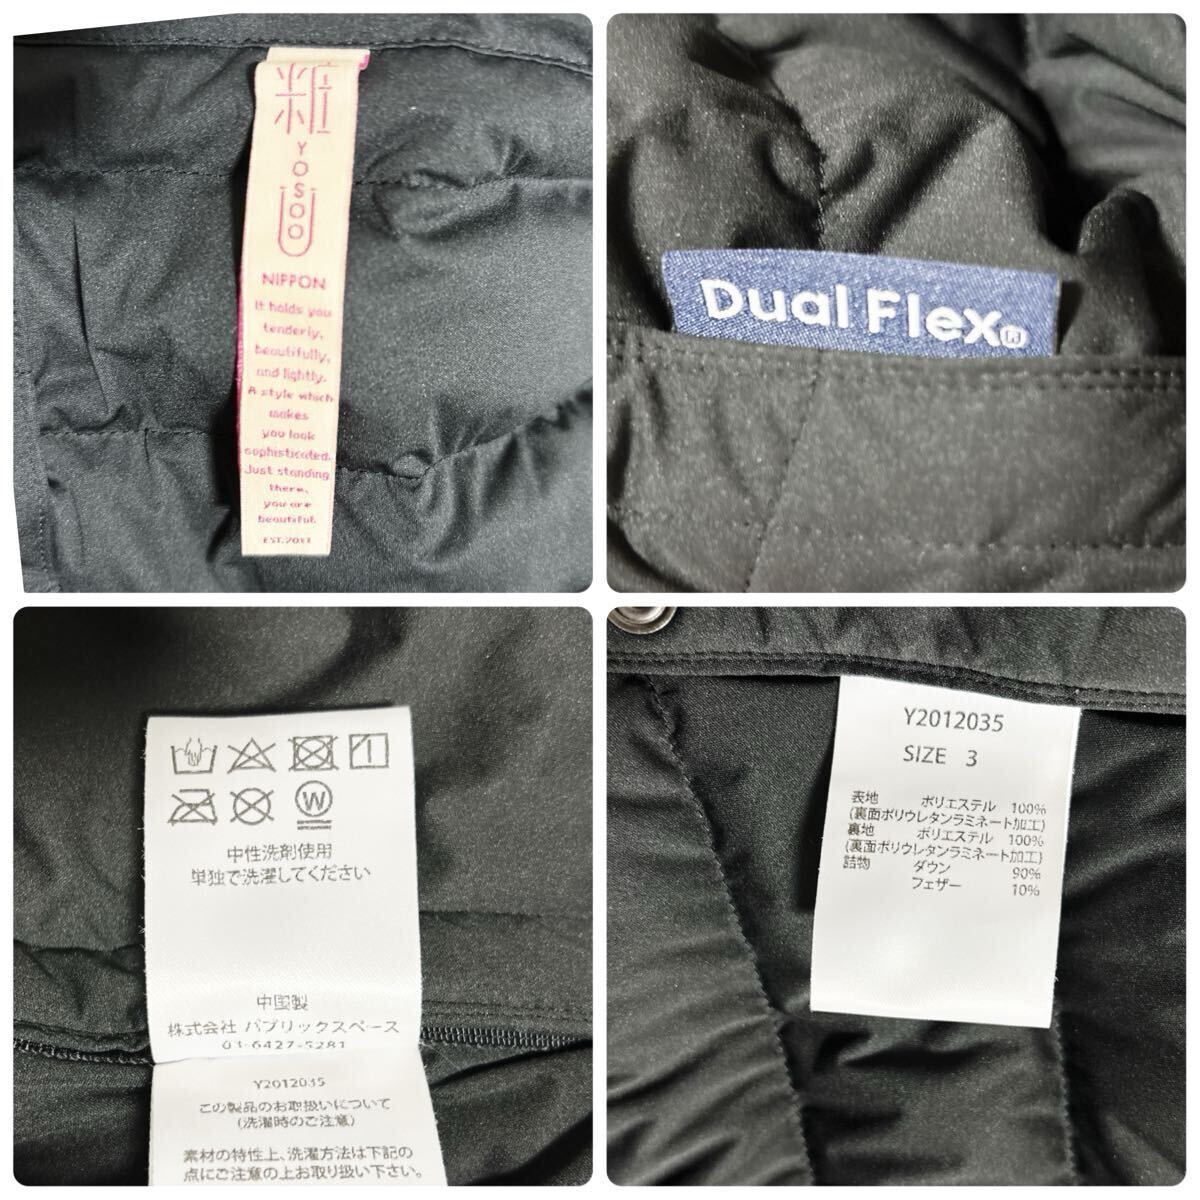 粧
YOSOO
NIPPON
It holds you
tenderly,
beautifully,
and lightly.
A style which
makes
you look
sophisticated.
Just standing
there,
you are
beautiful.
EST.2011
Dual Flex®
W
中性洗剤使用
単独で洗濯してください
中国製
株式会社 パブリックスペース
03-6427-5281
Y2012035
この製品のお取扱いについて
(洗濯時のご注意)
素材の特性上、洗濯方法は下記の
点にご注意の上お取り扱い下さい。
Y2012035
SIZE 3
表地 ポリエステル 100%
(裏面ポリウレタンラミネート加工)
裏地 ポリエステル 100%
(裏面ポリウレタンラミネート加工)
詰物 ダウン 90%
フェザー 10%